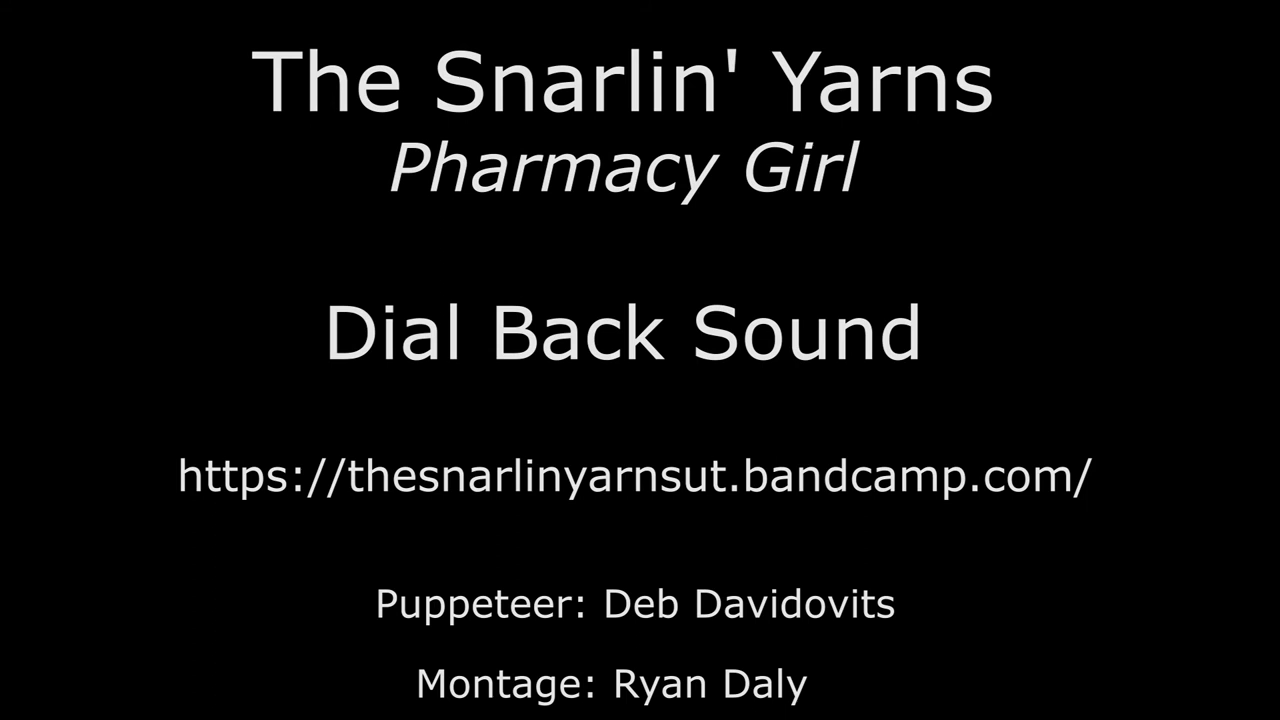 The Snarlin' Yarns
Pharmacy Girl
Dial Back Sound
https://thesnarlinyarnsut.bandcamp.com/
Puppeteer: Deb Davidovits
Montage: Ryan Daly